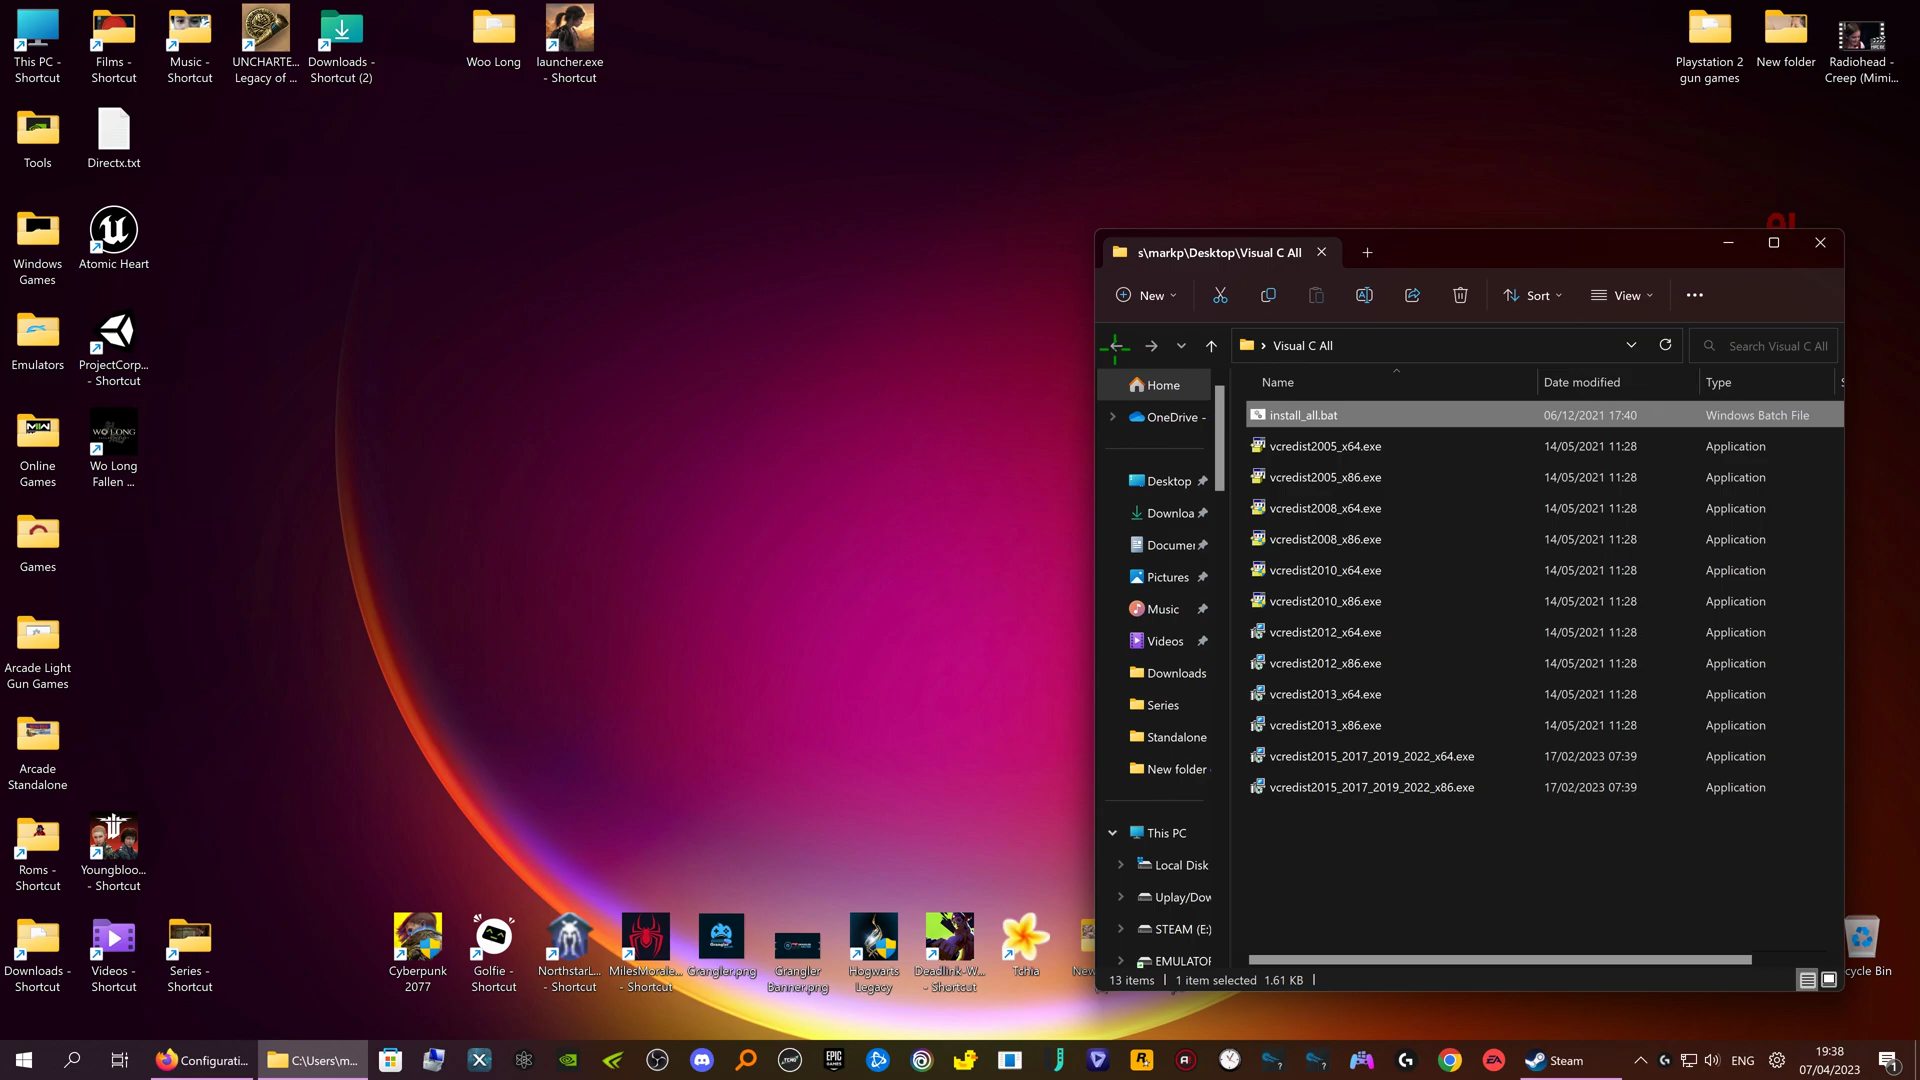 This PC -
Shortcut
Films -
Shortcut
Music -
Shortcut
UNCHARTE...
Legacy of ...
Downloads -
Shortcut (2)
Woo Long
launcher.exe
- Shortcut
Playstation 2
gun games
New folder
Radiohead -
Creep (Mimi...
Tools
Directx.txt
Windows
Games
Atomic Heart
Emulators
ProjectCorp...
- Shortcut
Online
Games
WO LONG
Wo Long
Fallen ...
Games
Arcade Light
Gun Games
Arcade
Standalone
Roms -
Shortcut
Youngbloo...
- Shortcut
Downloads -
Shortcut
Videos -
Shortcut
Series -
Shortcut
Cyberpunk
2077
Golfie -
Shortcut
NorthstarL...
- Shortcut
MilesMorale...
- Shortcut
Grangler.png
Grangler
Banner.png
Hogwarts
Legacy
Deadlink-W...
- Shortcut
Tchia
New
cycle Bin
s\markp\Desktop\Visual C All
New
Sort
View
Visual C All
Search Visual C All
Name
Date modified
Type
Home
OneDrive -
Desktop
Downloa
Documer
Pictures
Music
Videos
Downloads
Series
Standalone
New folder
This PC
Local Disk
Uplay/Dow
STEAM (E:)
EMULATOR
install_all.bat 06/12/2021 17:40 Windows Batch File
vcredist2005_x64.exe 14/05/2021 11:28 Application
vcredist2005_x86.exe 14/05/2021 11:28 Application
vcredist2008_x64.exe 14/05/2021 11:28 Application
vcredist2008_x86.exe 14/05/2021 11:28 Application
vcredist2010_x64.exe 14/05/2021 11:28 Application
vcredist2010_x86.exe 14/05/2021 11:28 Application
vcredist2012_x64.exe 14/05/2021 11:28 Application
vcredist2012_x86.exe 14/05/2021 11:28 Application
vcredist2013_x64.exe 14/05/2021 11:28 Application
vcredist2013_x86.exe 14/05/2021 11:28 Application
vcredist2015_2017_2019_2022_x64.exe 17/02/2023 07:39 Application
vcredist2015_2017_2019_2022_x86.exe 17/02/2023 07:39 Application
13 items 1 item selected 1.61 KB
Configurati...
C:\Users\m...
EPIC
GAMES
Steam
ENG
19:38
07/04/2023
1